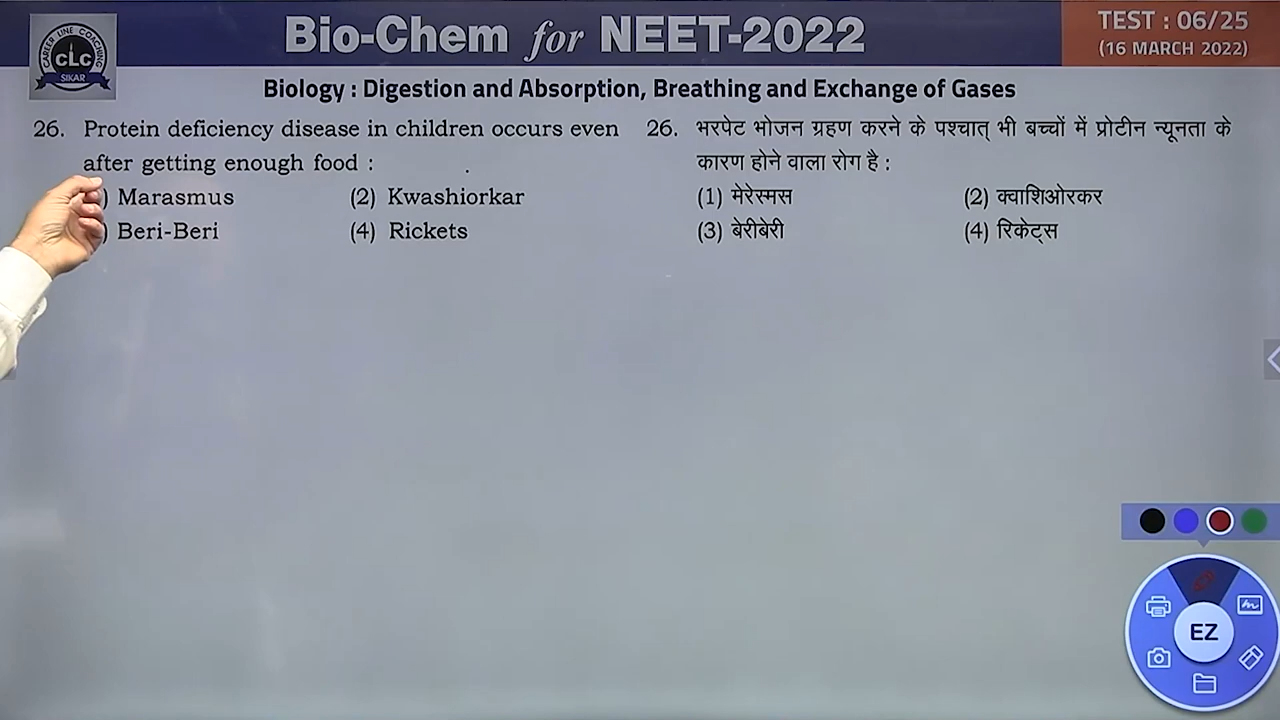 CAREER LINE COACHING
CLC
SIKAR
Bio-Chem for NEET-2022
TEST : 06/25
(16 MARCH 2022)
Biology : Digestion and Absorption, Breathing and Exchange of Gases
26. Protein deficiency disease in children occurs even
after getting enough food :
) Marasmus (2) Kwashiorkar
) Beri-Beri (4) Rickets
26. भरपेट भोजन ग्रहण करने के पश्चात् भी बच्चों में प्रोटीन न्यूनता के
कारण होने वाला रोग है :
(1) मेरेस्मस (2) क्वाशिओरकर
(3) बेरीबेरी (4) रिकेट्स
EZ